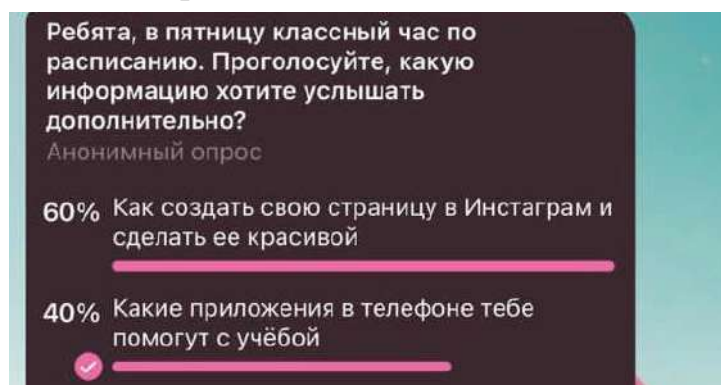 Ребята, в пятницу классный час по
расписанию. Проголосуйте, какую
информацию хотите услышать
дополнительно?
Анонимный опрос
60% Как создать свою страницу в Инстаграм и
сделать ее красивой
40% Какие приложения в телефоне тебе
помогут с учёбой